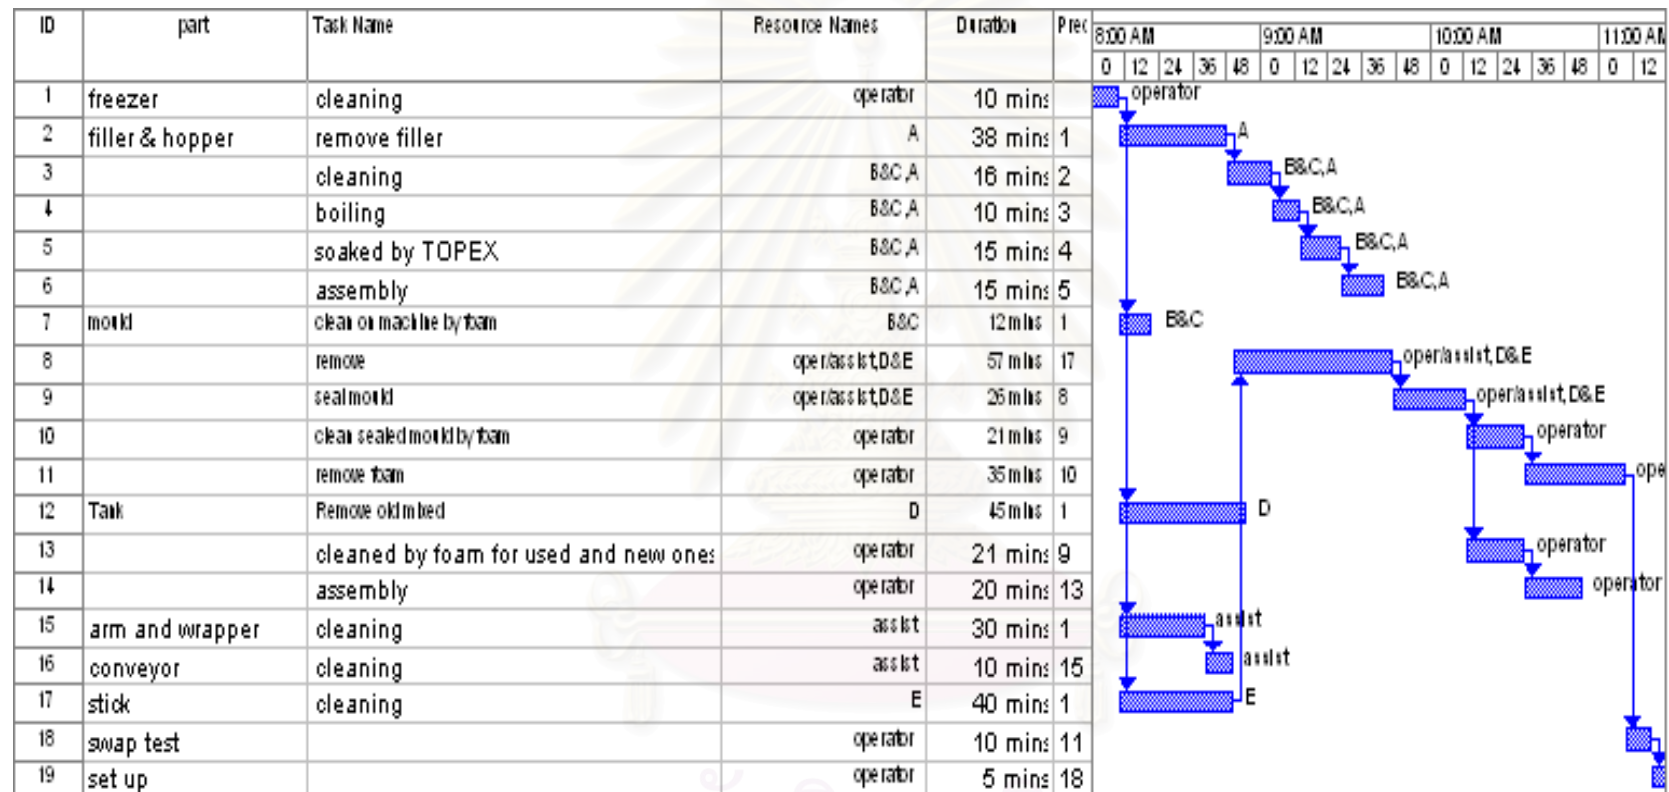 ID part Task Name Resource Names Duration Prec 8:00 AM 9:00 AM 10:00 AM 11:00 AM
0 12 24 36 48 0 12 24 36 48 0 12 24 36 48 0 12
1 freezer cleaning operator 10 mins operator
2 filler & hopper remove filler A 38 mins 1 A
3 cleaning B&C,A 16 mins 2 B&C,A
4 boiling B&C,A 10 mins 3 B&C,A
5 soaked by TOPEX B&C,A 15 mins 4 B&C,A
6 assembly B&C,A 15 mins 5 B&C,A
7 mould clean on machine by foam B&C 12 mins 1 B&C
8 remove oper/assist,D&E 57 mins 17 oper/assist,D&E
9 seal mould oper/assist,D&E 26 mins 8 oper/assist,D&E
10 clean sealed mould by foam operator 21 mins 9 operator
11 remove foam operator 35 mins 10 ope
12 Tank Remove old mixed D 45 mins 1 D
13 cleaned by foam for used and new ones operator 21 mins 9 operator
14 assembly operator 20 mins 13 operator
15 arm and wrapper cleaning assist 30 mins 1 assist
16 conveyor cleaning assist 10 mins 15 assist
17 stick cleaning E 40 mins 1 E
18 swap test operator 10 mins 11
19 set up operator 5 mins 18